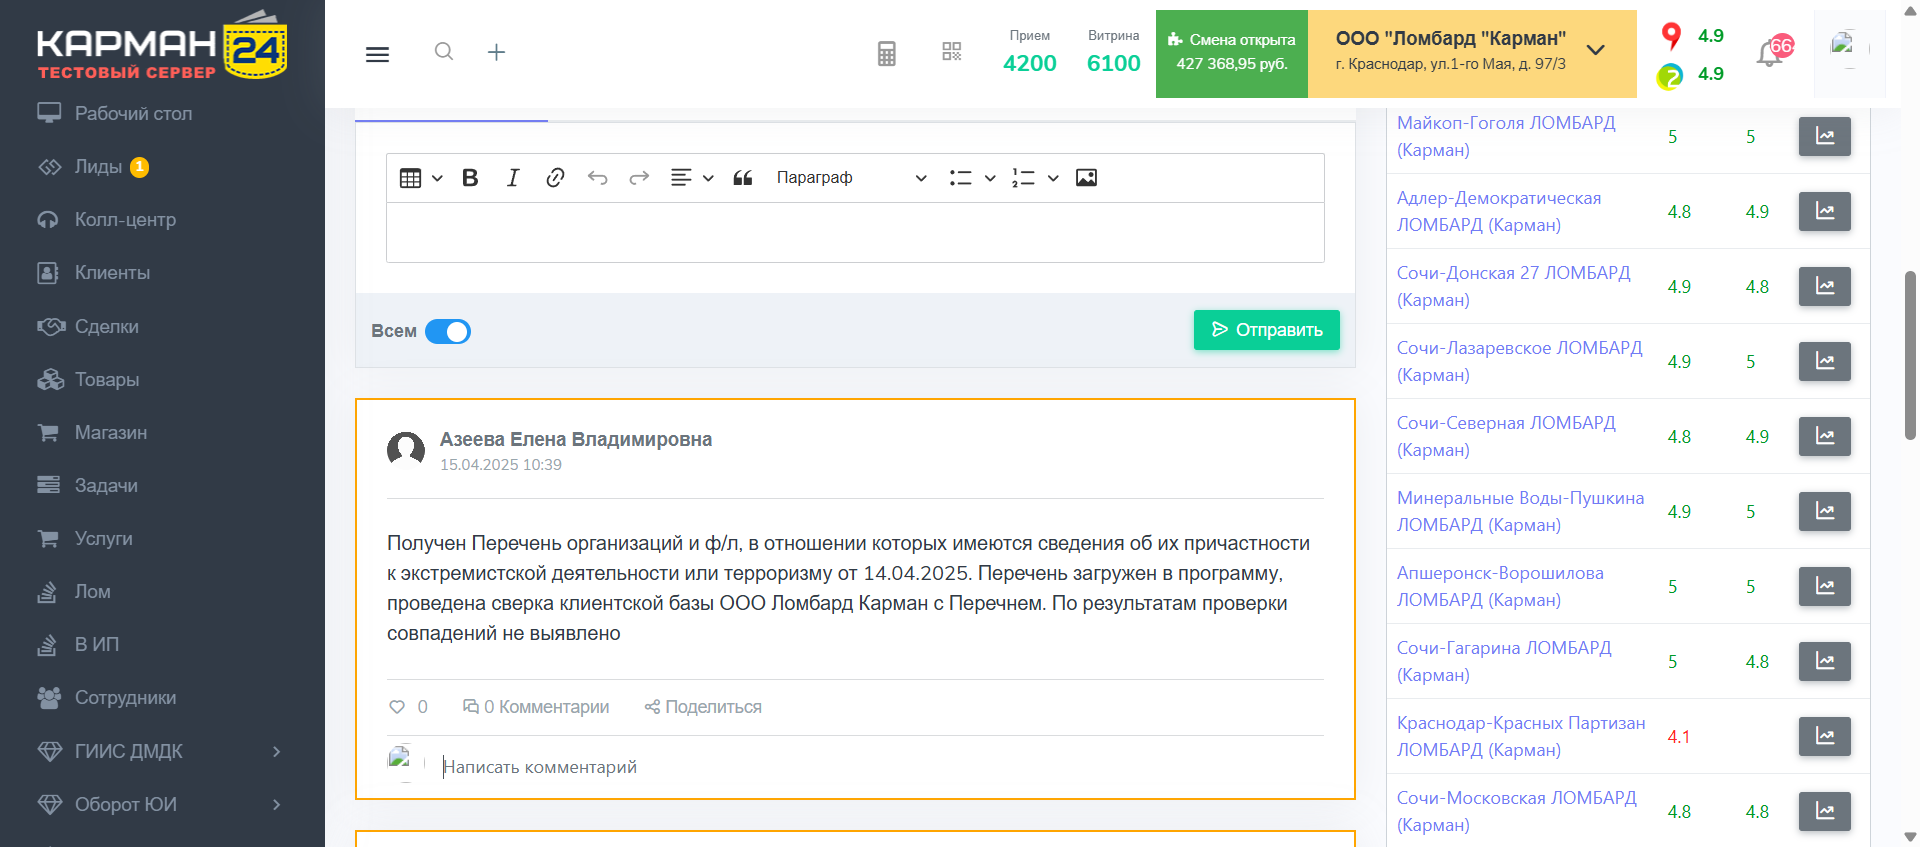 КАРМАН 24
ТЕСТОВЫЙ СЕРВЕР
Рабочий стол
Лиды 1
Колл-центр
Клиенты
Сделки
Товары
Магазин
Задачи
Услуги
Лом
В ИП
Сотрудники
ГИИС ДМДК
Оборот ЮИ
Прием
4200
Витрина
6100
Смена открыта
427 368,95 руб.
ООО "Ломбард "Карман"
г. Краснодар, ул.1-го Мая, д. 97/3
4.9
4.9
Параграф
Всем
Отправить
Азеева Елена Владимировна
15.04.2025 10:39
Получен Перечень организаций и ф/л, в отношении которых имеются сведения об их причастности
к экстремистской деятельности или терроризму от 14.04.2025. Перечень загружен в программу,
проведена сверка клиентской базы ООО Ломбард Карман с Перечнем. По результатам проверки
совпадений не выявлено
0
0 Комментарии
Поделиться
Написать комментарий
Майкоп-Гоголя ЛОМБАРД
(Карман)
5 5
Адлер-Демократическая
ЛОМБАРД (Карман)
4.8 4.9
Сочи-Донская 27 ЛОМБАРД
(Карман)
4.9 4.8
Сочи-Лазаревское ЛОМБАРД
(Карман)
4.9 5
Сочи-Северная ЛОМБАРД
(Карман)
4.8 4.9
Минеральные Воды-Пушкина
ЛОМБАРД (Карман)
4.9 5
Апшеронск-Ворошилова
ЛОМБАРД (Карман)
5 5
Сочи-Гагарина ЛОМБАРД
(Карман)
5 4.8
Краснодар-Красных Партизан
ЛОМБАРД (Карман)
4.1
Сочи-Московская ЛОМБАРД
(Карман)
4.8 4.8